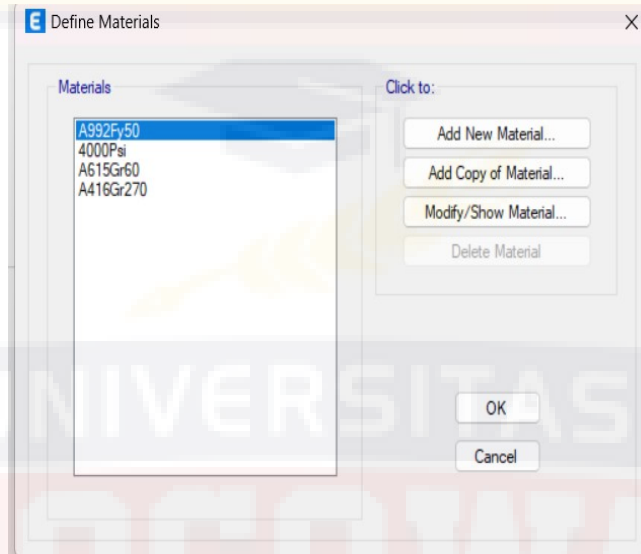 E Define Materials X
Materials
A992Fy50
4000Psi
A615Gr60
A416Gr270
Click to:
Add New Material...
Add Copy of Material...
Modify/Show Material...
Delete Material
OK
Cancel
UNIVERSITAS